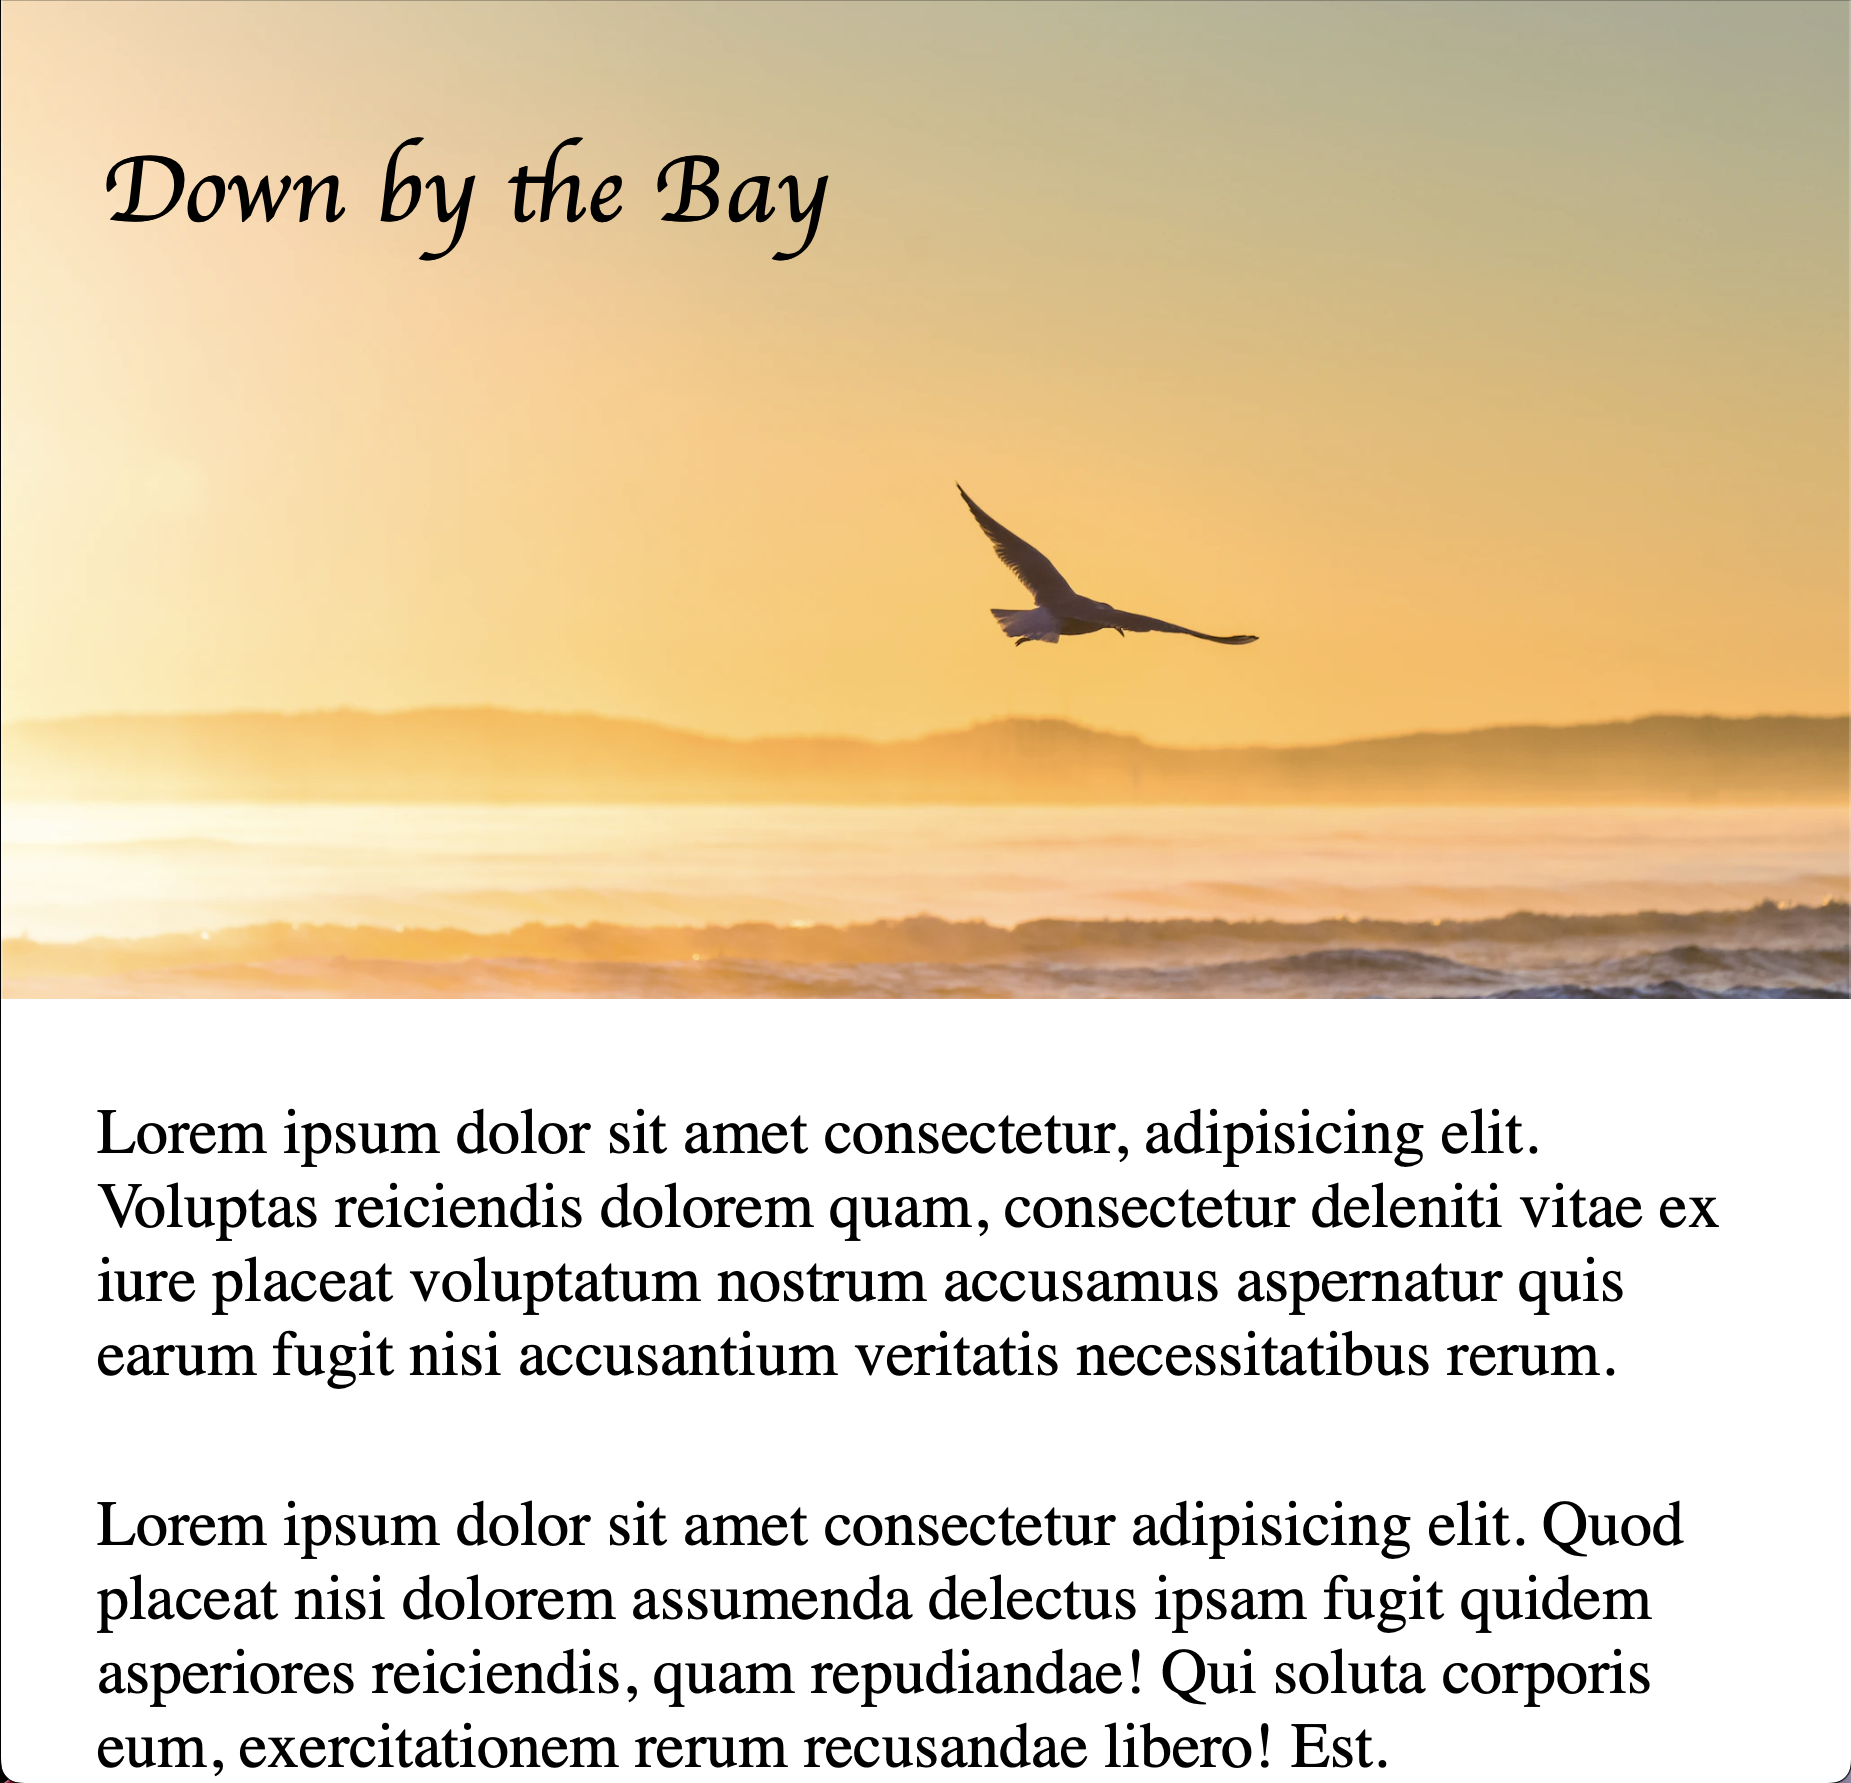 Down by the Bay
Lorem ipsum dolor sit amet consectetur, adipisicing elit.
Voluptas reiciendis dolorem quam, consectetur deleniti vitae ex
iure placeat voluptatum nostrum accusamus aspernatur quis
earum fugit nisi accusantium veritatis necessitatibus rerum.
Lorem ipsum dolor sit amet consectetur adipisicing elit. Quod
placeat nisi dolorem assumenda delectus ipsam fugit quidem
asperiores reiciendis, quam repudiandae! Qui soluta corporis
eum, exercitationem rerum recusandae libero! Est.